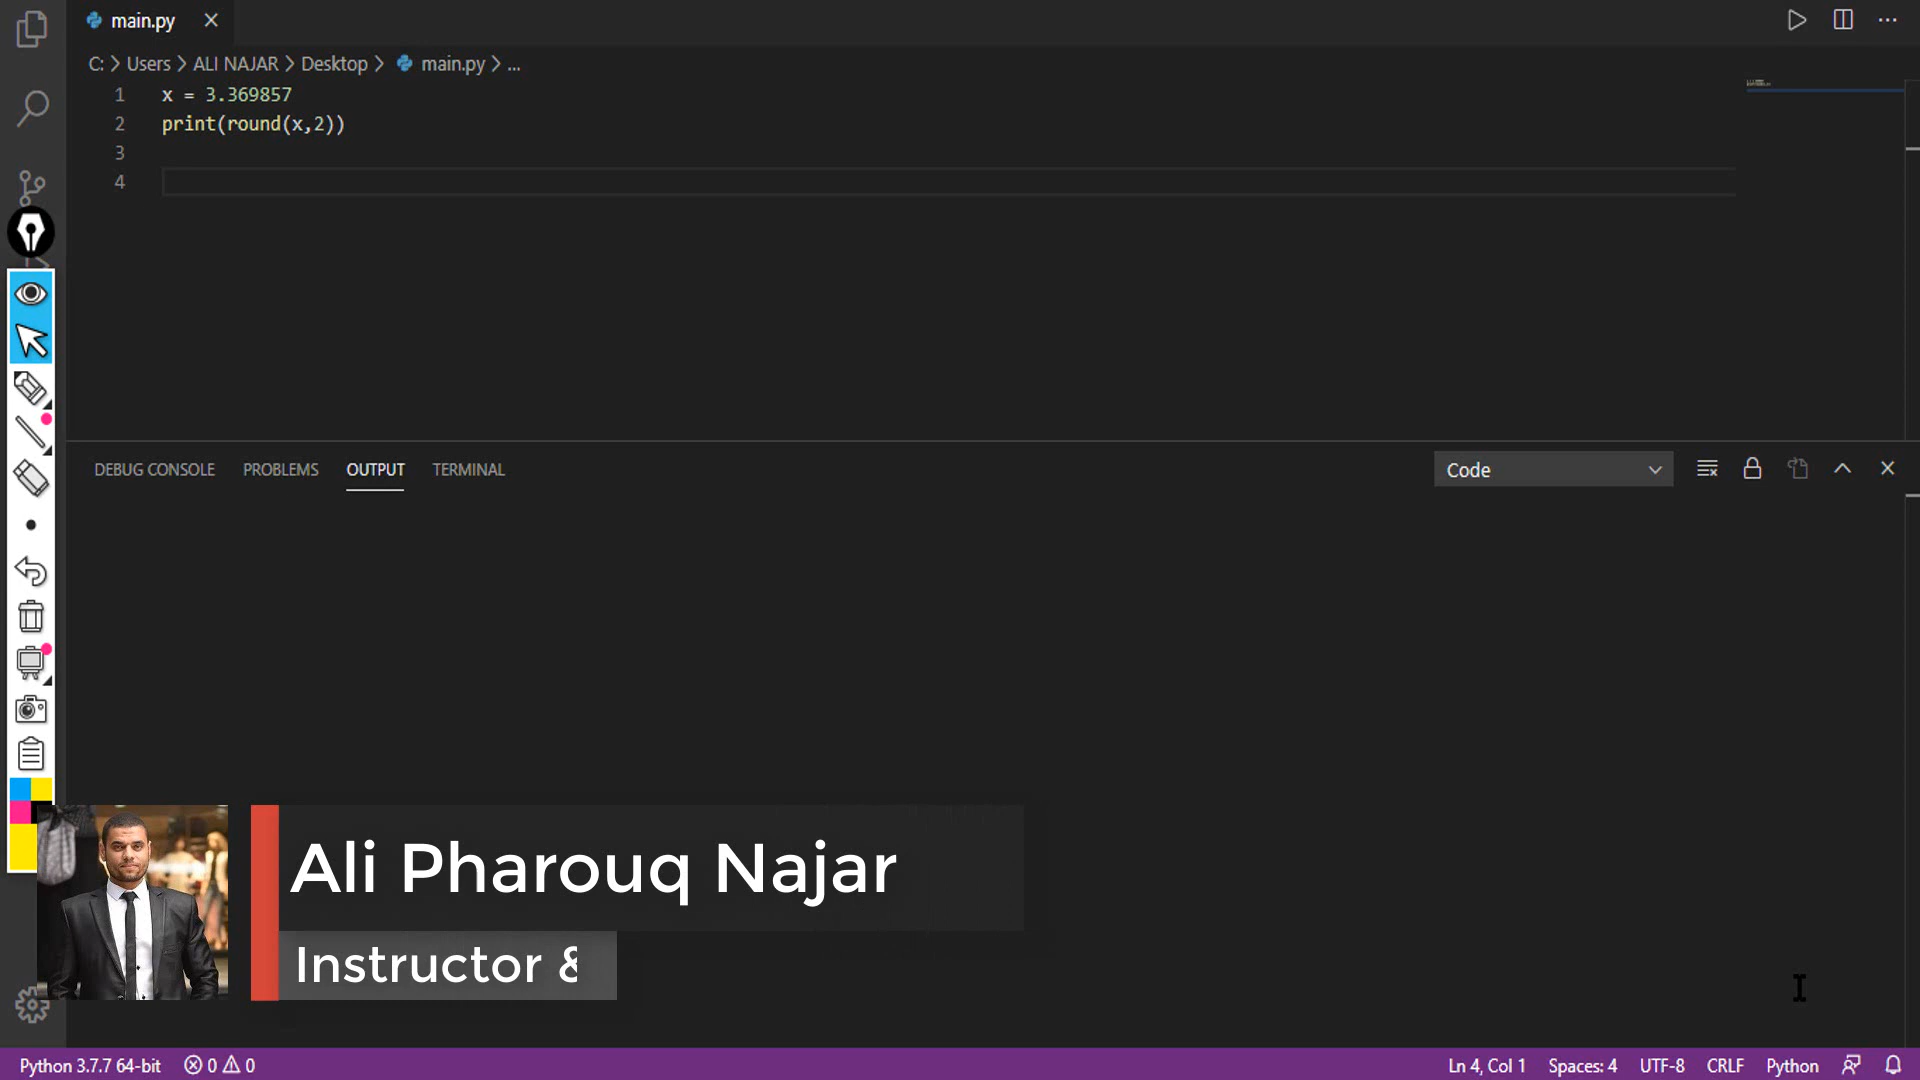 main.py
C: > Users > ALI NAJAR > Desktop > main.py > ...
1 x = 3.369857
2 print(round(x,2))
3
4
DEBUG CONSOLE PROBLEMS OUTPUT TERMINAL Code
Ali Pharouq Najar
Instructor &
Python 3.7.7 64-bit 0 0 Ln 4, Col 1 Spaces: 4 UTF-8 CRLF Python